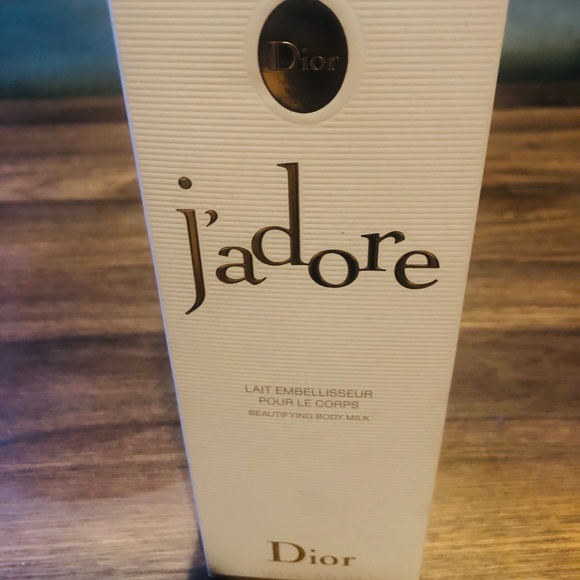 Dior
j'adore
LAIT EMBELLISSEUR
POUR LE CORPS
BEAUTIFYING BODY MILK
Dior